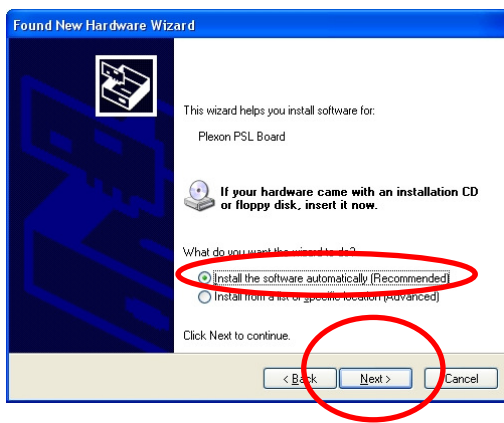 Found New Hardware Wizard
This wizard helps you install software for:
Plexon PSL Board
If your hardware came with an installation CD
or floppy disk, insert it now.
What do you want the wizard to do?
Install the software automatically (Recommended)
Install from a list or specific location (Advanced)
Click Next to continue.
< Back Next > Cancel